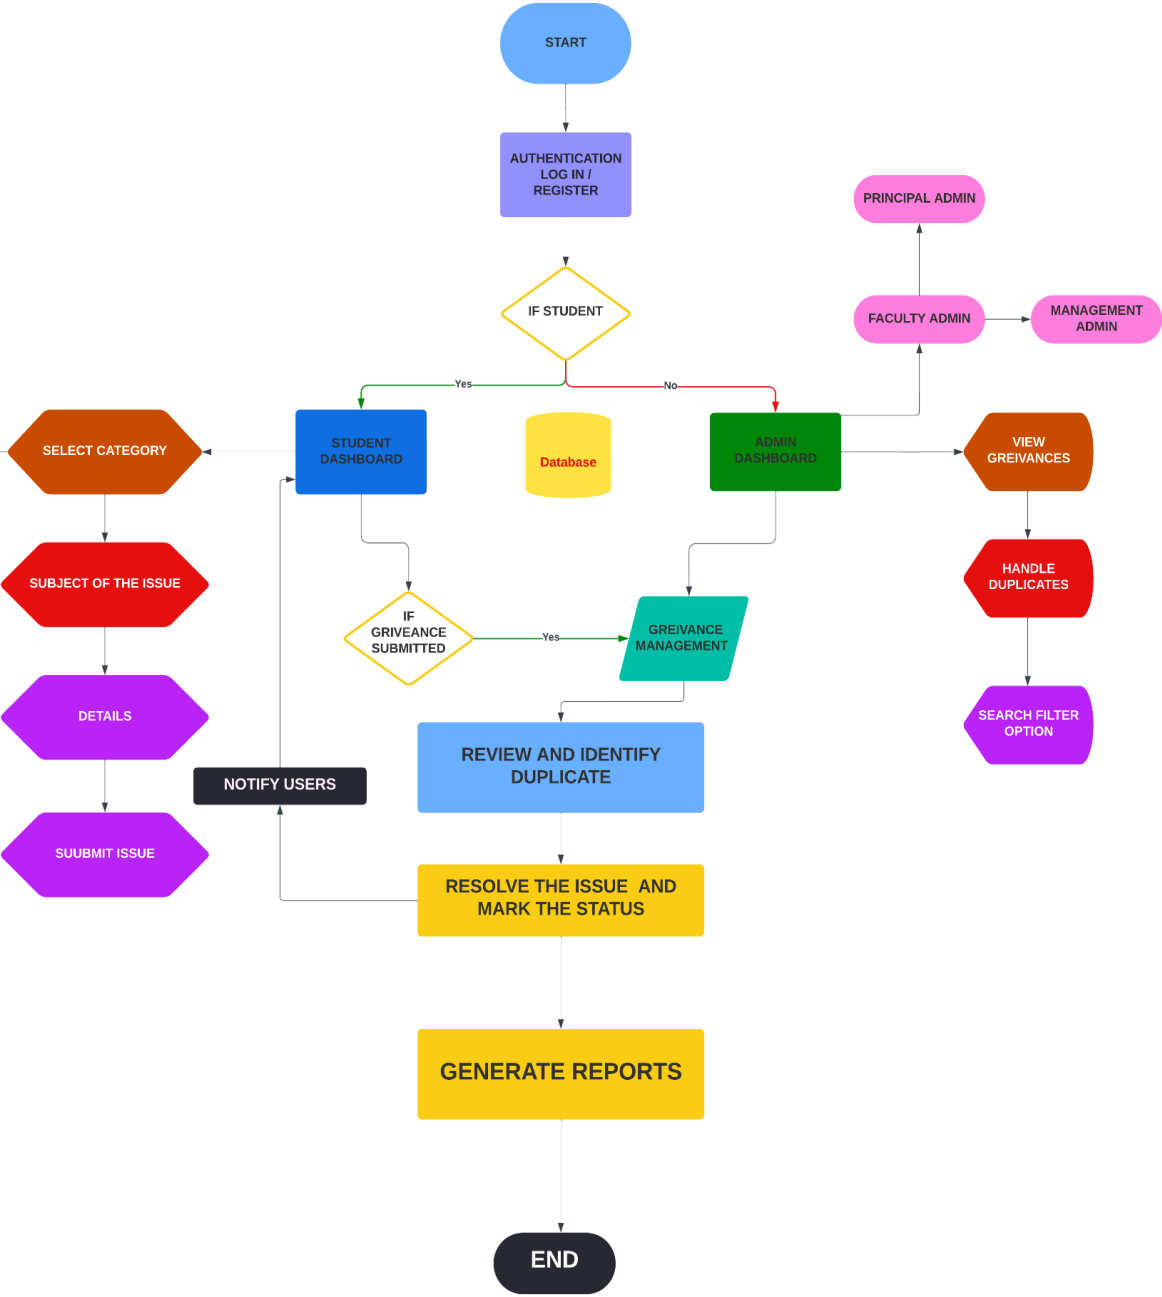 START
AUTHENTICATION
LOG IN /
REGISTER
PRINCIPAL ADMIN
IF STUDENT
FACULTY ADMIN
MANAGEMENT
ADMIN
Yes
No
SELECT CATEGORY
STUDENT
DASHBOARD
Database
ADMIN
DASHBOARD
VIEW
GREIVANCES
SUBJECT OF THE ISSUE
HANDLE
DUPLICATES
IF
GRIVEANCE
SUBMITTED
Yes
GREIVANCE
MANAGEMENT
DETAILS
SEARCH FILTER
OPTION
REVIEW AND IDENTIFY
DUPLICATE
NOTIFY USERS
SUUBMIT ISSUE
RESOLVE THE ISSUE  AND
MARK THE STATUS
GENERATE REPORTS
END